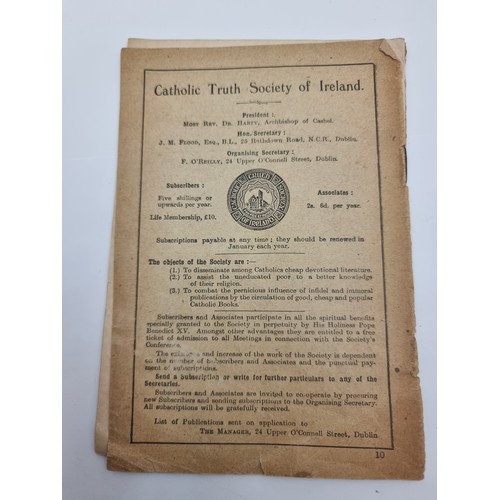 Catholic Truth Society of Ireland.
President :
Most Rev. Dr. Harty, Archbishop of Cashel.
Hon. Secretary :
J. M. Esq., B.L., 25 Rathdown Road, N.C.R., Dublin.
Organising Secretary :
F. O'Reilly, 24 Upper O'Connell Street, Dublin.
Subscribers :
Five shillings or
upwards per year.
Life Membership, £10.
CATHOLIC TRUTH SOCIETY
OF IRELAND
Associates :
2s. 6d. per year.
Subscriptions payable at any time ; they should be renewed in
January each year.
The objects of the Society are :—
(1.) To disseminate among Catholics cheap devotional literature.
(2.) To assist the uneducated poor to a better knowledge
of their religion.
(3.) To combat the pernicious influence of infidel and immoral
publications by the circulation of good, cheap and popular
Catholic Books.
Subscribers and Associates participate in all the spiritual benefits
specially granted to the Society in perpetuity by His Holiness Pope
Benedict XV. Amongst other advantages they are entitled to a free
ticket of admission to all Meetings in connection with the Society's
Conference.
The existence and increase of the work of the Society is dependent
on the number of Subscribers and Associates and the punctual pay-
ment of subscriptions.
Send a subscription or write for further particulars to any of the
Secretaries.
Subscribers and Associates are invited to co-operate by procuring
new Subscribers and sending subscriptions to the Organising Secretary.
All subscriptions will be gratefully received.
List of Publications sent on application to
The Manager, 24 Upper O'Connell Street, Dublin
10